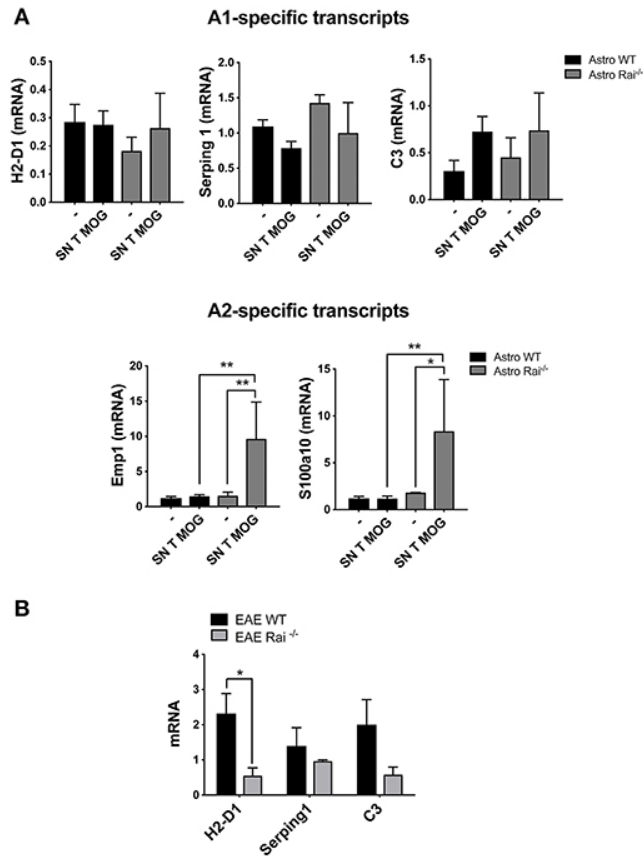 A
A1-specific transcripts
H2-D1 (mRNA)
0.5
0.4
0.3
0.2
0.1
0.0
-
SN T MOG
-
SN T MOG
Serping 1 (mRNA)
2.0
1.5
1.0
0.5
0.0
-
SN T MOG
-
SN T MOG
C3 (mRNA)
1.5
1.0
0.5
0.0
-
SN T MOG
-
SN T MOG
Astro WT
Astro Rai-/-
A2-specific transcripts
Emp1 (mRNA)
20
15
10
5
0
**
**
-
SN T MOG
-
SN T MOG
S100a10 (mRNA)
15
10
5
0
**
*
-
SN T MOG
-
SN T MOG
Astro WT
Astro Rai-/-
B
EAE WT
EAE Rai -/-
mRNA
4
3
2
1
0
*
H2-D1
Serping1
C3